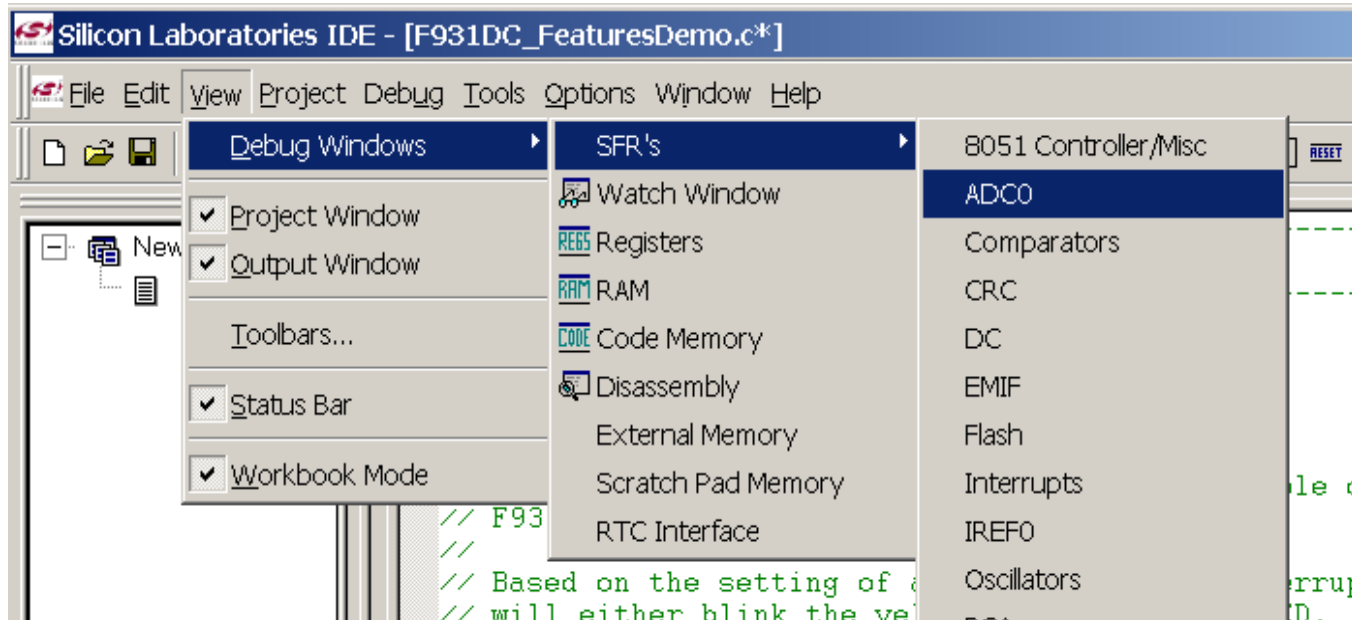 Silicon Laboratories IDE - [F931DC_FeaturesDemo.c*]
File Edit View Project Debug Tools Options Window Help
RESET
New
Debug Windows
Project Window
Output Window
Toolbars...
Status Bar
Workbook Mode
SFR's
Watch Window
REGS Registers
RAM RAM
CODE Code Memory
Disassembly
External Memory
Scratch Pad Memory
RTC Interface
8051 Controller/Misc
ADC0
Comparators
CRC
DC
EMIF
Flash
Interrupts
IREF0
Oscillators
// F93
//
// Based on the setting of
// will either blink the